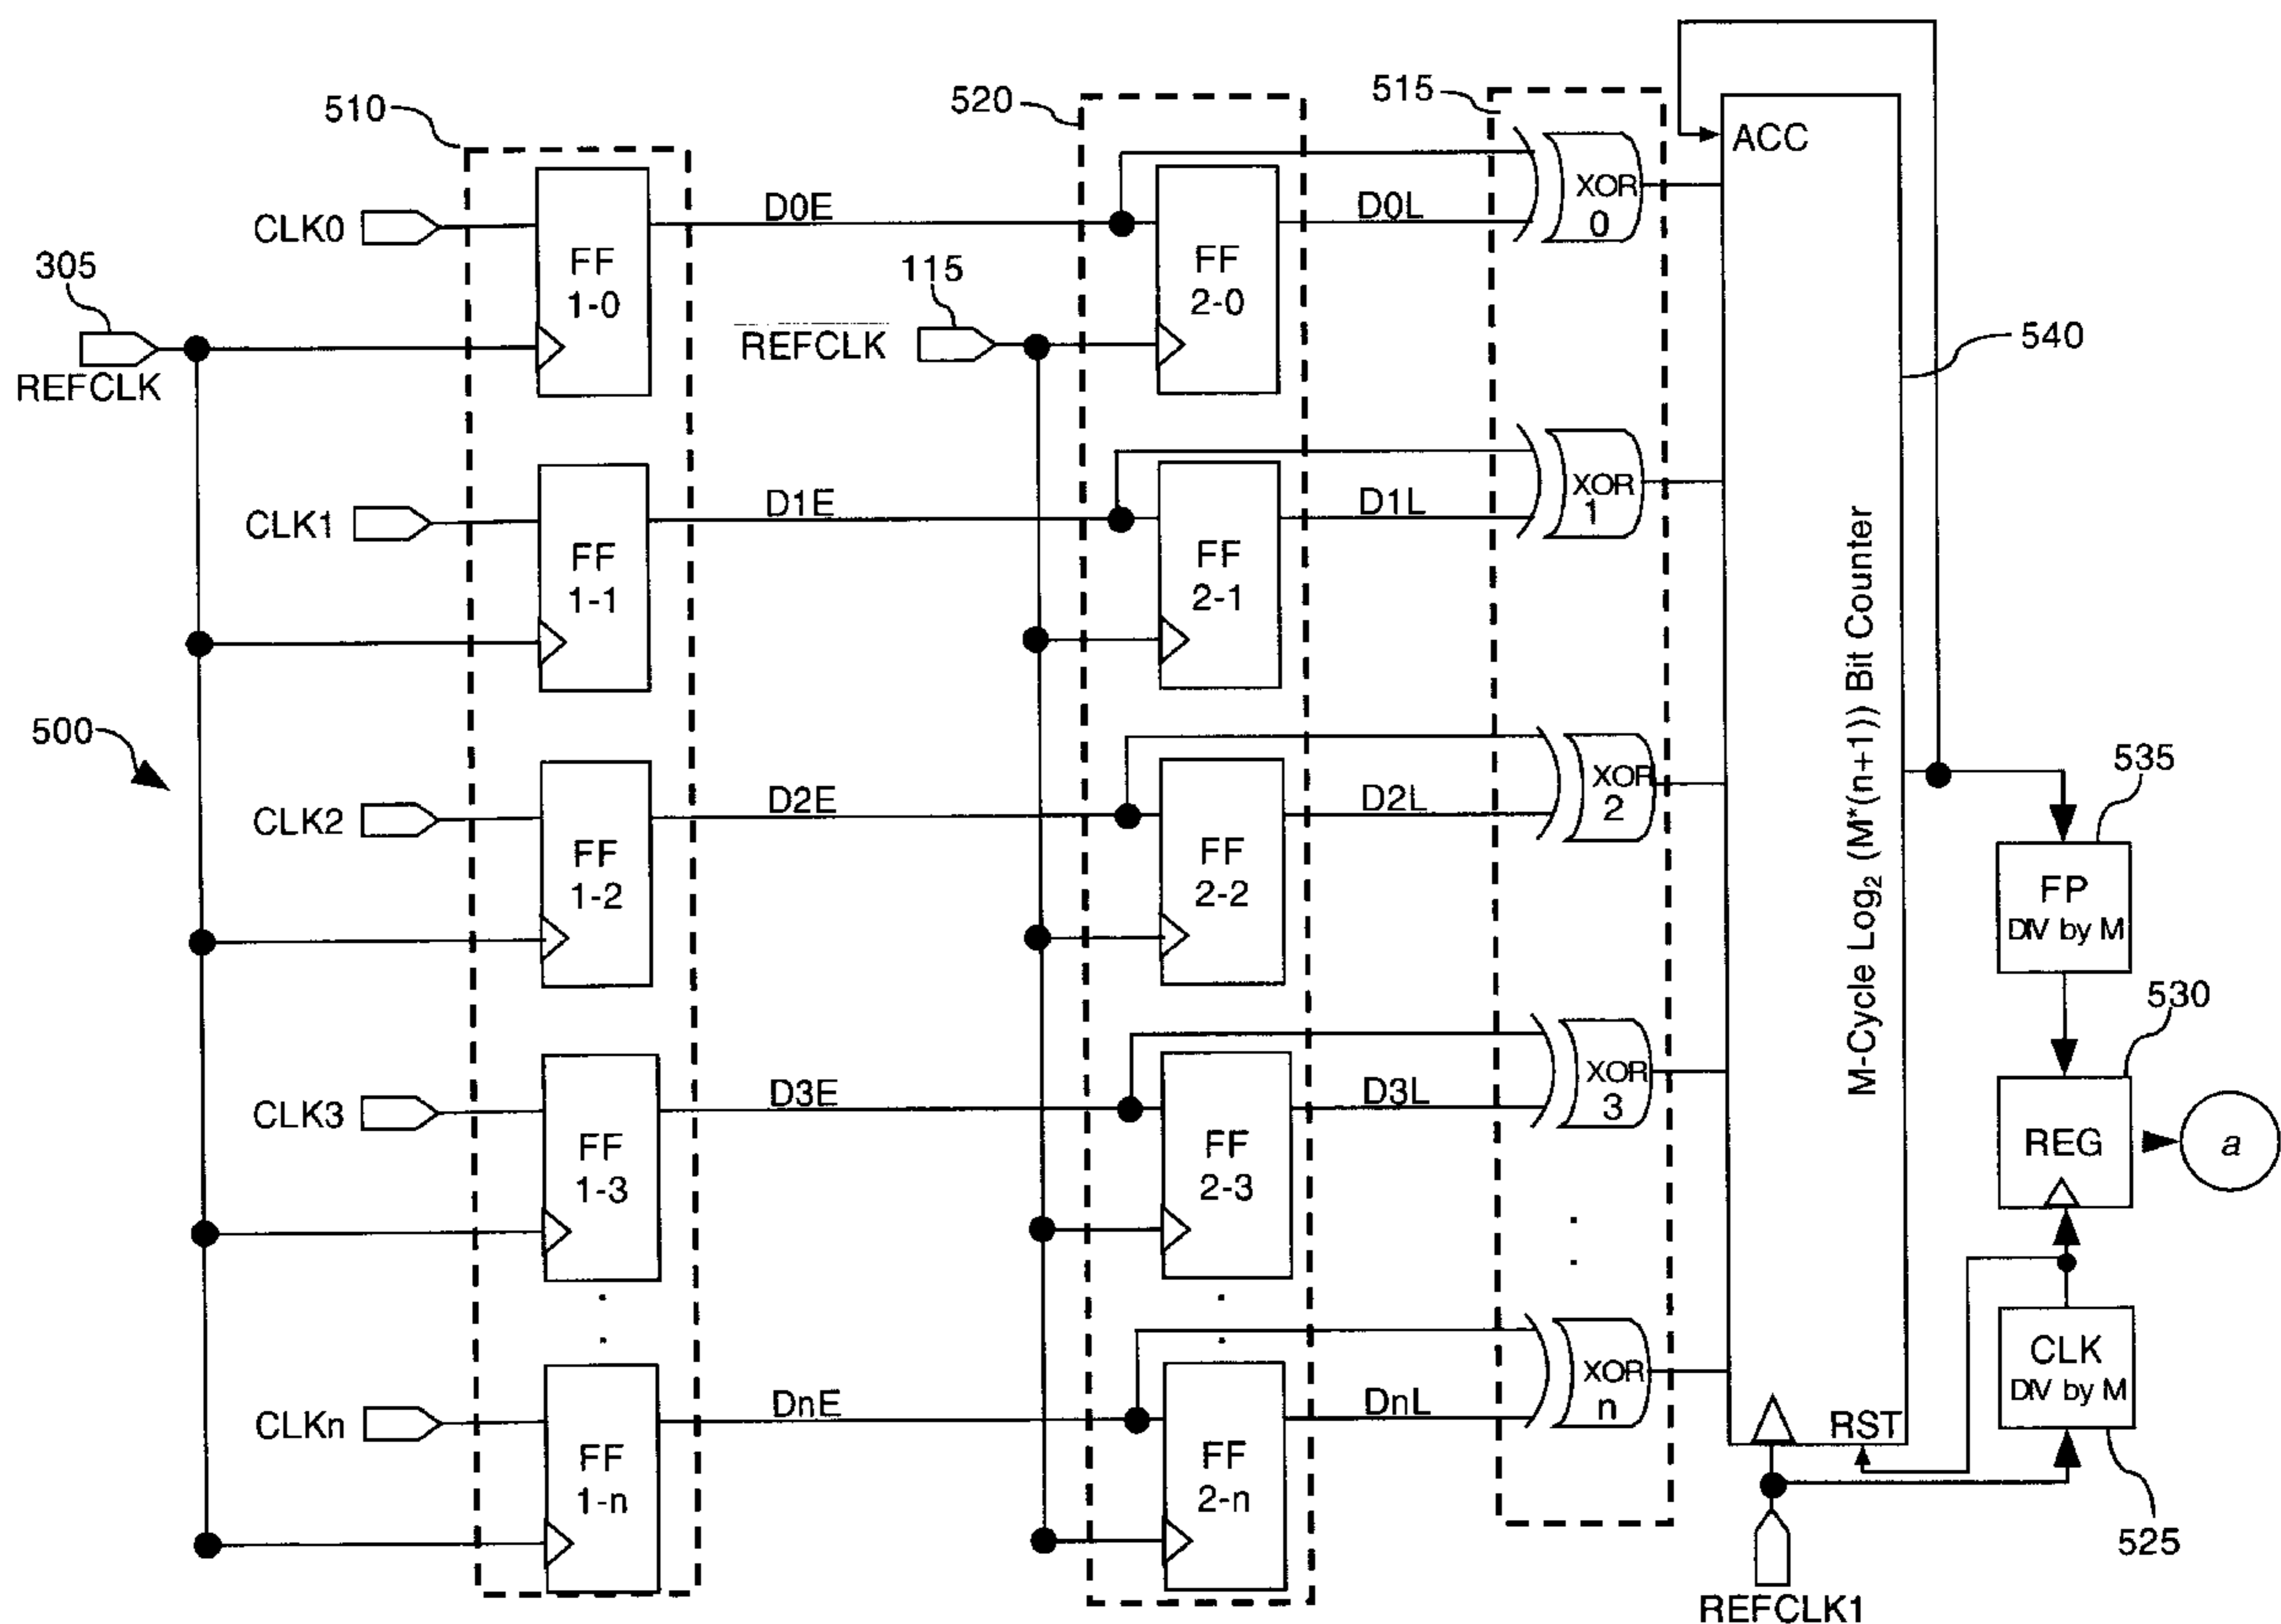 510
520
515
ACC
XOR
0
CLK0
D0E
D0L
FF
1-0
FF
2-0
305
115
REFCLK
REFCLK
540
XOR
1
CLK1
D1E
D1L
FF
1-1
FF
2-1
M-Cycle Log₂ (M*(n+1)) Bit Counter
500
XOR
2
CLK2
D2E
D2L
FF
1-2
FF
2-2
535
FP
DIV by M
530
XOR
3
CLK3
D3E
D3L
FF
1-3
FF
2-3
REG
a
XOR
n
CLKn
DnE
DnL
FF
1-n
FF
2-n
RST
CLK
DIV by M
525
REFCLK1